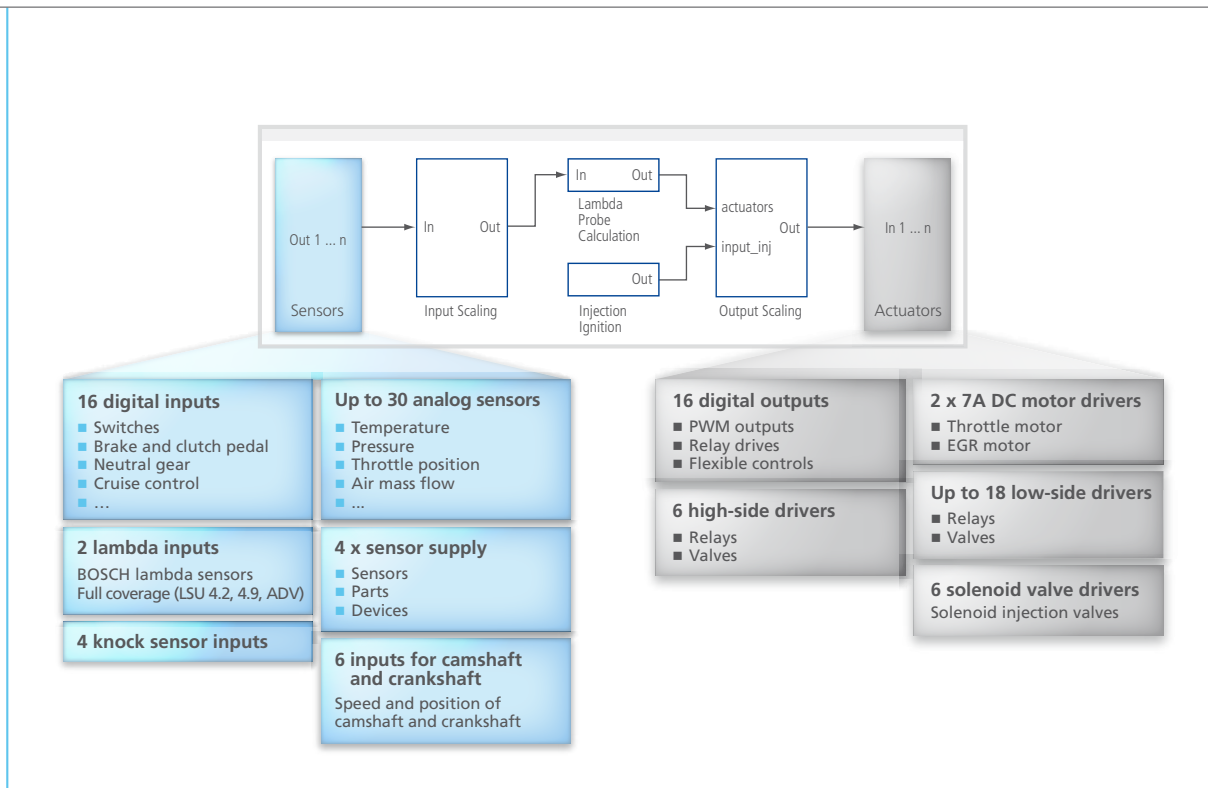 Out 1 ... n
Sensors
In
Out
Input Scaling
In
Out
Lambda
Probe
Calculation
Out
Injection
Ignition
actuators
Out
input_inj
Output Scaling
In 1 ... n
Actuators
16 digital inputs
■ Switches
■ Brake and clutch pedal
■ Neutral gear
■ Cruise control
■ …
2 lambda inputs
BOSCH lambda sensors
Full coverage (LSU 4.2, 4.9, ADV)
4 knock sensor inputs
Up to 30 analog sensors
■ Temperature
■ Pressure
■ Throttle position
■ Air mass flow
■ ...
4 x sensor supply
■ Sensors
■ Parts
■ Devices
6 inputs for camshaft
and crankshaft
Speed and position of
camshaft and crankshaft
16 digital outputs
■ PWM outputs
■ Relay drives
■ Flexible controls
6 high-side drivers
■ Relays
■ Valves
2 x 7A DC motor drivers
■ Throttle motor
■ EGR motor
Up to 18 low-side drivers
■ Relays
■ Valves
6 solenoid valve drivers
Solenoid injection valves